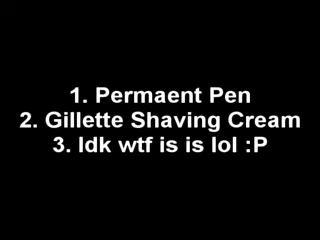 1. Permaent Pen
2. Gillette Shaving Cream
3. Idk wtf is is lol :P